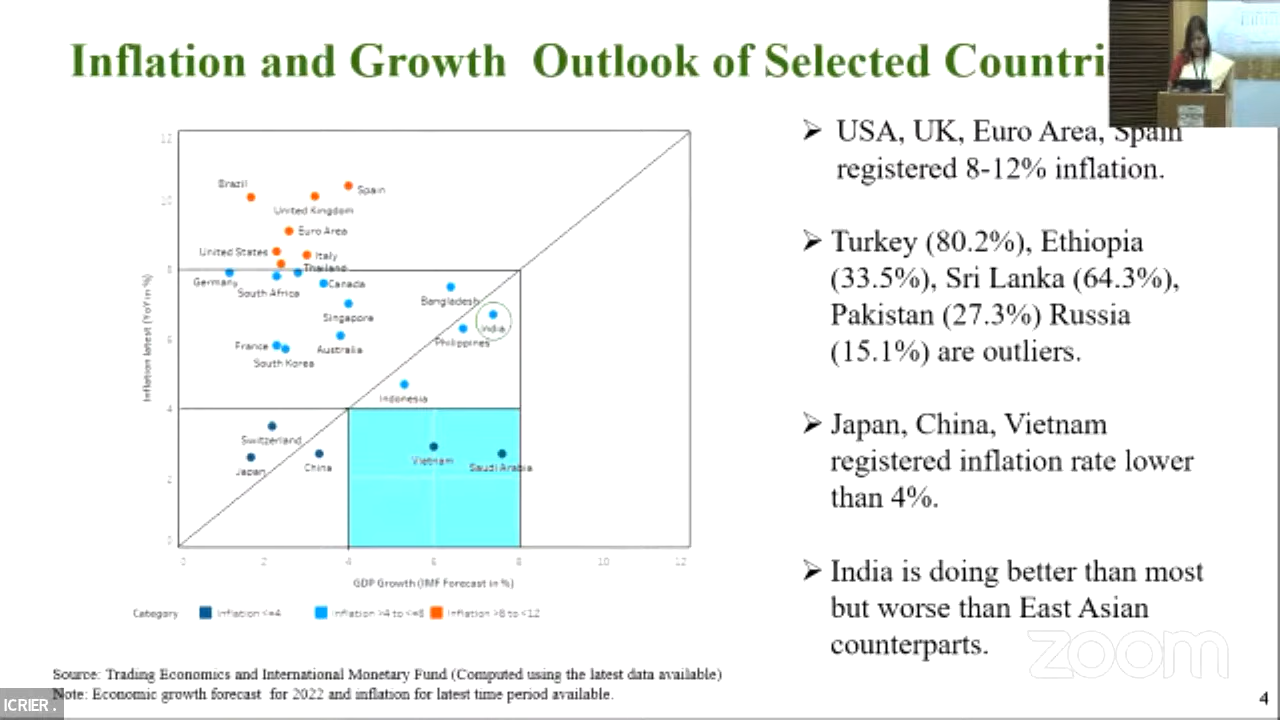 Inflation and Growth Outlook of Selected Countri
USA, UK, Euro Area, Spain
registered 8-12% inflation.
Turkey (80.2%), Ethiopia
(33.5%), Sri Lanka (64.3%),
Pakistan (27.3%) Russia
(15.1%) are outliers.
Japan, China, Vietnam
registered inflation rate lower
than 4%.
India is doing better than most
but worse than East Asian
counterparts.
12
10
8
6
4
2
0
Inflation latest (YoY in %)
Brazil
Spain
United Kingdom
Euro Area
United States
Italy
Thailand
Germany
South Africa
Canada
Bangladesh
Singapore
India
France
Australia
Philippines
South Korea
Indonesia
Switzerland
Japan
China
Vietnam
Saudi Arabia
0 2 4 6 8 10 12
GDP Growth (IMF Forecast in %)
Category Inflation <=4 Inflation >4 to <=8 Inflation >8 to <12
Source: Trading Economics and International Monetary Fund (Computed using the latest data available)
Note: Economic growth forecast for 2022 and inflation for latest time period available.
zoom
ICRIER .
4